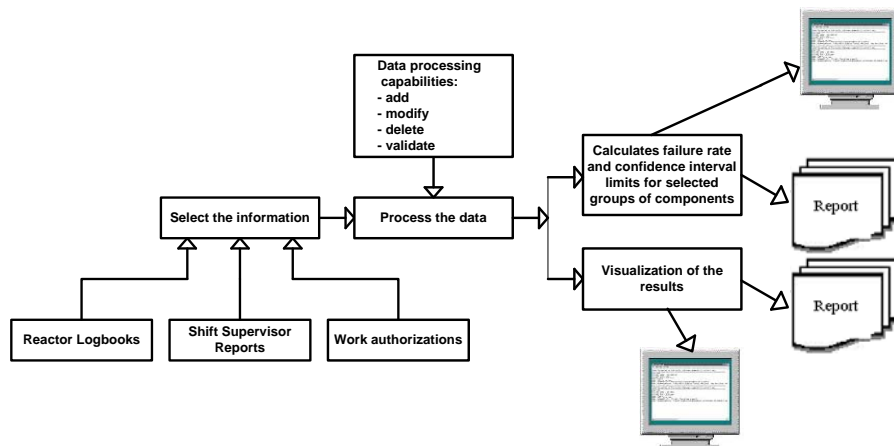 Data processing
capabilities:
- add
- modify
- delete
- validate
Calculates failure rate
and confidence interval
limits for selected
groups of components
Report
Select the information
Process the data
Visualization of the
results
Report
Reactor Logbooks
Shift Supervisor
Reports
Work authorizations